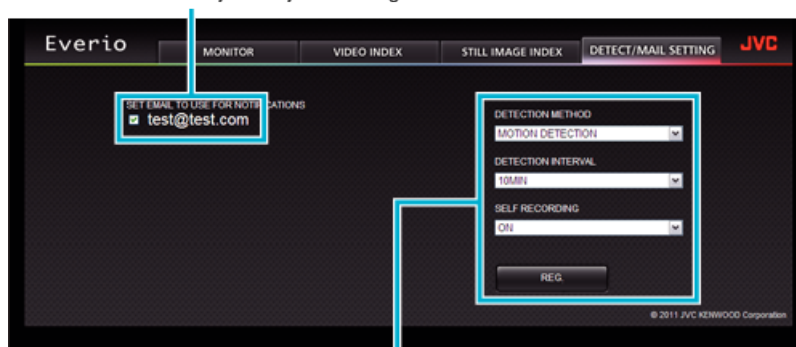 Everio
MONITOR
VIDEO INDEX
STILL IMAGE INDEX
DETECT/MAIL SETTING
JVC
SET EMAIL TO USE FOR NOTIFICATIONS
test@test.com
DETECTION METHOD
MOTION DETECTION
DETECTION INTERVAL
10MIN
SELF RECORDING
ON
REG.
© 2011 JVC KENWOOD Corporation